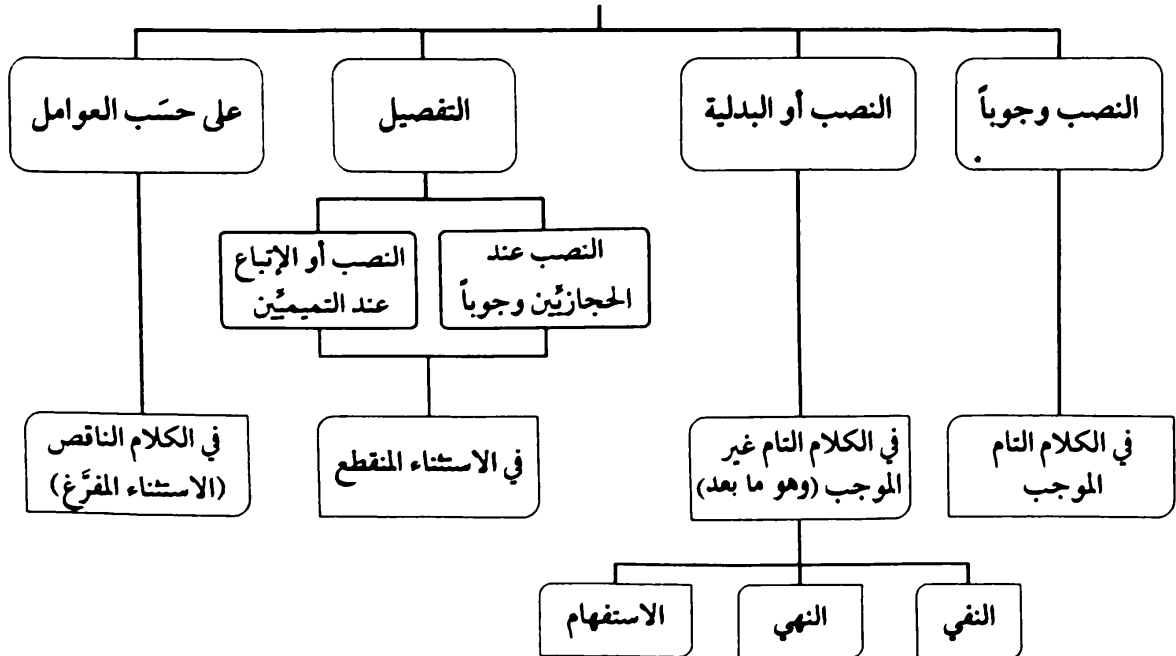 النصب وجوباً
النصب أو البدلية
التفصيل
على حسَب العوامل
النصب عند
الحجازيَّين وجوباً
النصب أو الإتباع
عند التميميَّين
في الكلام التام
الموجب
في الكلام التام غير
الموجب (وهو ما بعد)
في الاستثناء المنقطع
في الكلام الناقص
(الاستثناء المفرَّغ)
النفي
النهي
الاستفهام